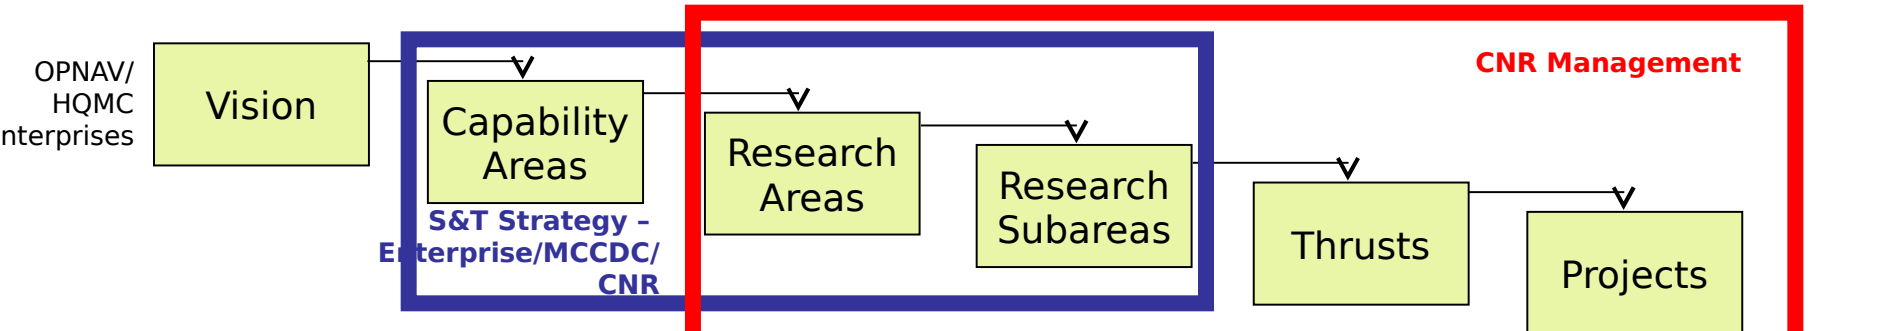 OPNAV/
HQMC
nterprises
Vision
Capability
Areas
S&T Strategy –
Enterprise/MCCDC/
CNR
Research
Areas
Research
Subareas
CNR Management
Thrusts
Projects